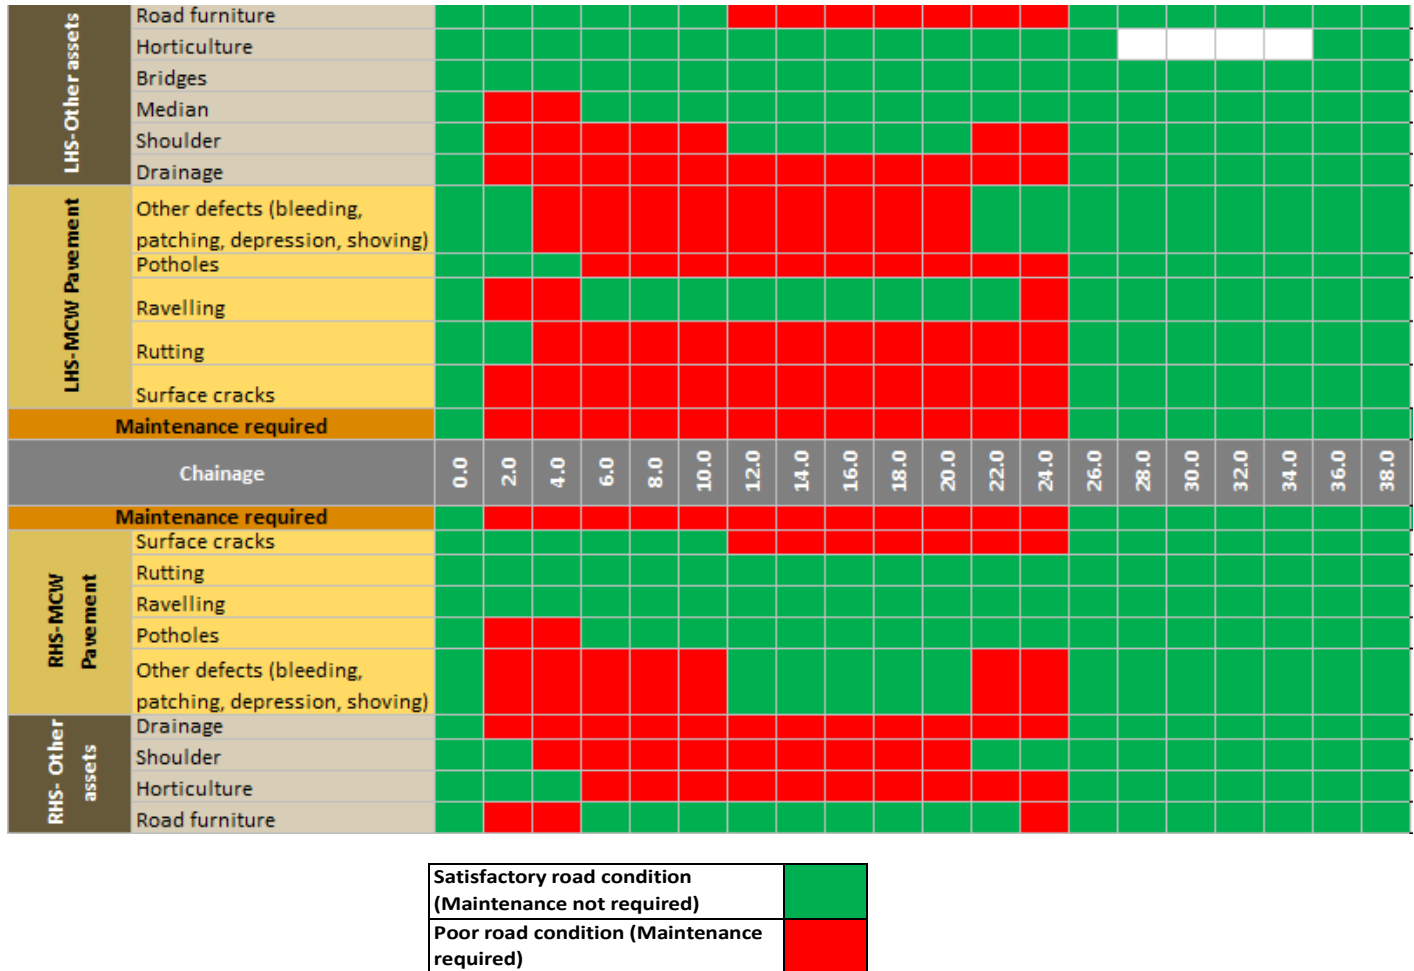 LHS-Other assets
Road furniture
Horticulture
Bridges
Median
Shoulder
Drainage
LHS-MCW Pavement
Other defects (bleeding,
patching, depression, shoving)
Potholes
Ravelling
Rutting
Surface cracks
Maintenance required
Chainage 0.0 2.0 4.0 6.0 8.0 10.0 12.0 14.0 16.0 18.0 20.0 22.0 24.0 26.0 28.0 30.0 32.0 34.0 36.0 38.0
Maintenance required
RHS-MCW
Pavement
Surface cracks
Rutting
Ravelling
Potholes
Other defects (bleeding,
patching, depression, shoving)
RHS- Other
assets
Drainage
Shoulder
Horticulture
Road furniture
Satisfactory road condition
(Maintenance not required)
Poor road condition (Maintenance
required)